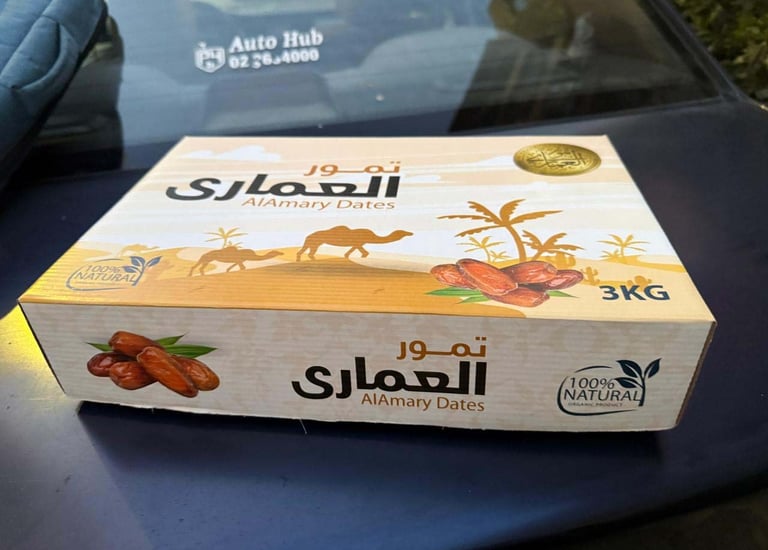 Auto Hub
تمور
العمارى
AlAmary Dates
100%
NATURAL
3KG
تمور
العمارى
AlAmary Dates
100%
NATURAL
ORGANIC PRODUCT